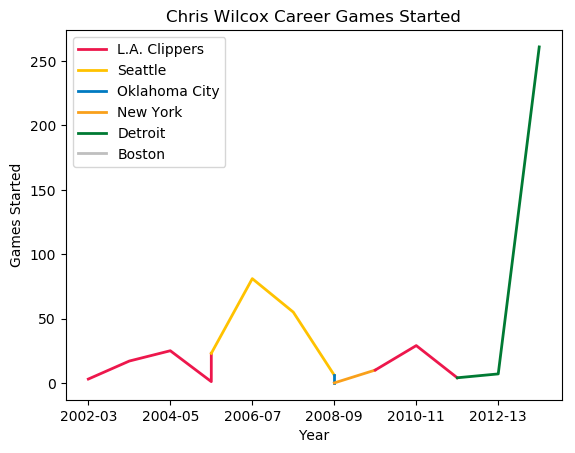 Chris Wilcox Career Games Started
L.A. Clippers
Seattle
Oklahoma City
New York
Detroit
Boston
Games Started
250
200
150
100
50
0
2002-03 2004-05 2006-07 2008-09 2010-11 2012-13
Year